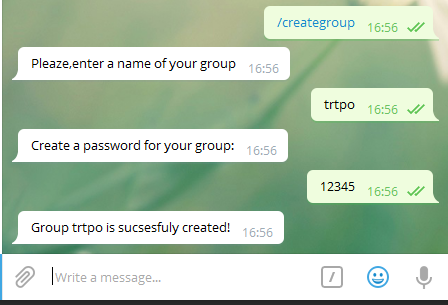 /creategroup 16:56
Pleaze,enter a name of your group 16:56
trtpo 16:56
Create a password for your group: 16:56
12345 16:56
Group trtpo is sucsesfuly created! 16:56
Write a message...